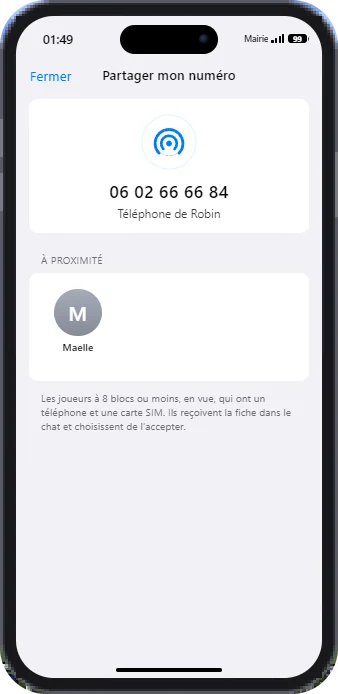 01:49
Mairie
99
Fermer
Partager mon numéro
06 02 66 66 84
Téléphone de Robin
À PROXIMITÉ
M
Maelle
Les joueurs à 8 blocs ou moins, en vue, qui ont un
téléphone et une carte SIM. Ils reçoivent la fiche dans le
chat et choisissent de l'accepter.